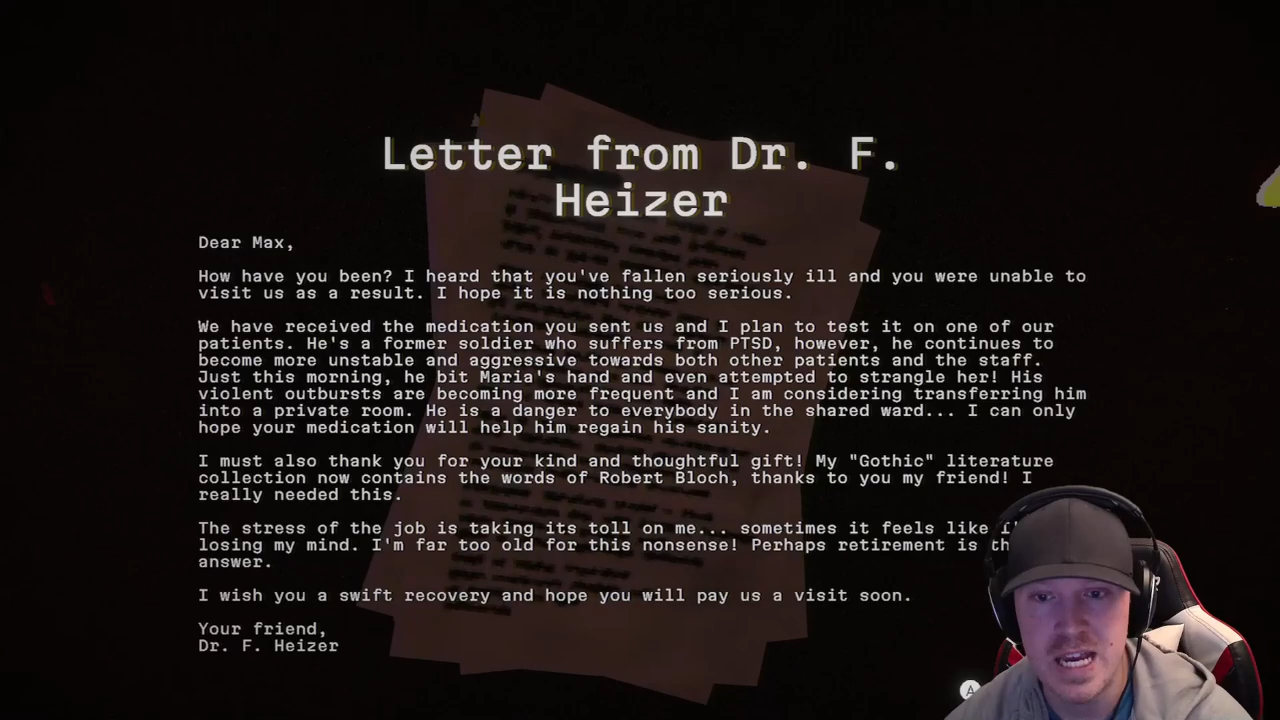 Letter from Dr. F.
Heizer
Dear Max,
How have you been? I heard that you've fallen seriously ill and you were unable to
visit us as a result. I hope it is nothing too serious.
We have received the medication you sent us and I plan to test it on one of our
patients. He's a former soldier who suffers from PTSD, however, he continues to
become more unstable and aggressive towards both other patients and the staff.
Just this morning, he bit Maria's hand and even attempted to strangle her! His
violent outbursts are becoming more frequent and I am considering transferring him
into a private room. He is a danger to everybody in the shared ward... I can only
hope your medication will help him regain his sanity.
I must also thank you for your kind and thoughtful gift! My "Gothic" literature
collection now contains the words of Robert Bloch, thanks to you my friend! I
really needed this.
The stress of the job is taking its toll on me... sometimes it feels like
losing my mind. I'm far too old for this nonsense! Perhaps retirement is
answer.
I wish you a swift recovery and hope you will pay us a visit soon.
Your friend,
Dr. F. Heizer
A